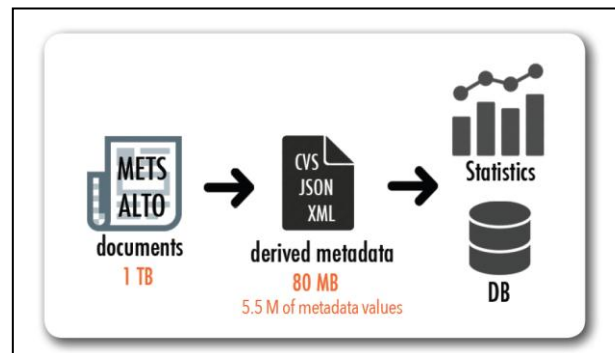 METS
ALTO
documents
1 TB
CVS
JSON
XML
derived metadata
80 MB
5.5 M of metadata values
Statistics
DB